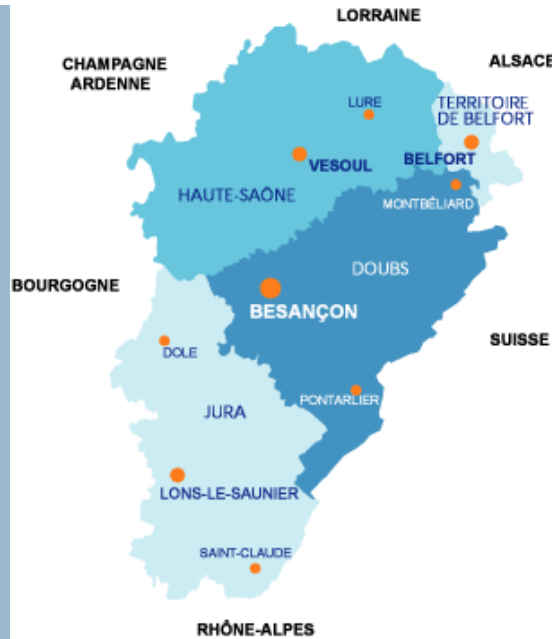 LORRAINE
CHAMPAGNE
ARDENNE
ALSACE
LURE
TERRITOIRE
DE BELFORT
VESOUL
BELFORT
HAUTE-SAÔNE
MONTBÉLIARD
DOUBS
BOURGOGNE
BESANÇON
SUISSE
DOLE
PONTARLIER
JURA
LONS-LE-SAUNIER
SAINT-CLAUDE
RHÔNE-ALPES